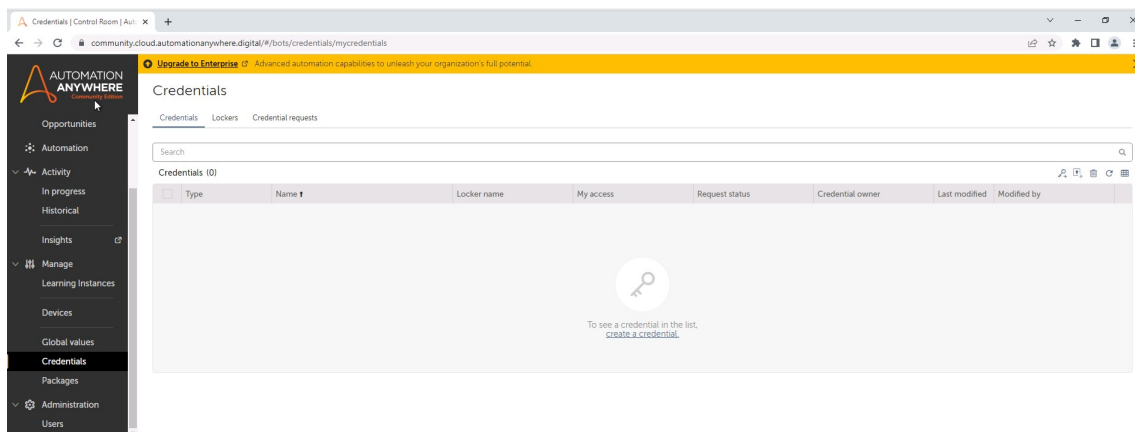 Credentials | Control Room | Aut
community.cloud.automationanywhere.digital/#/bots/credentials/mycredentials
AUTOMATION
ANYWHERE
Community Edition
Opportunities
Automation
Activity
In progress
Historical
Insights
Manage
Learning Instances
Devices
Global values
Credentials
Packages
Administration
Users
Upgrade to Enterprise Advanced automation capabilities to unleash your organization's full potential.
Credentials
Credentials Lockers Credential requests
Search
Credentials (0)
Type Name Locker name My access Request status Credential owner Last modified Modified by
To see a credential in the list,
create a credential.